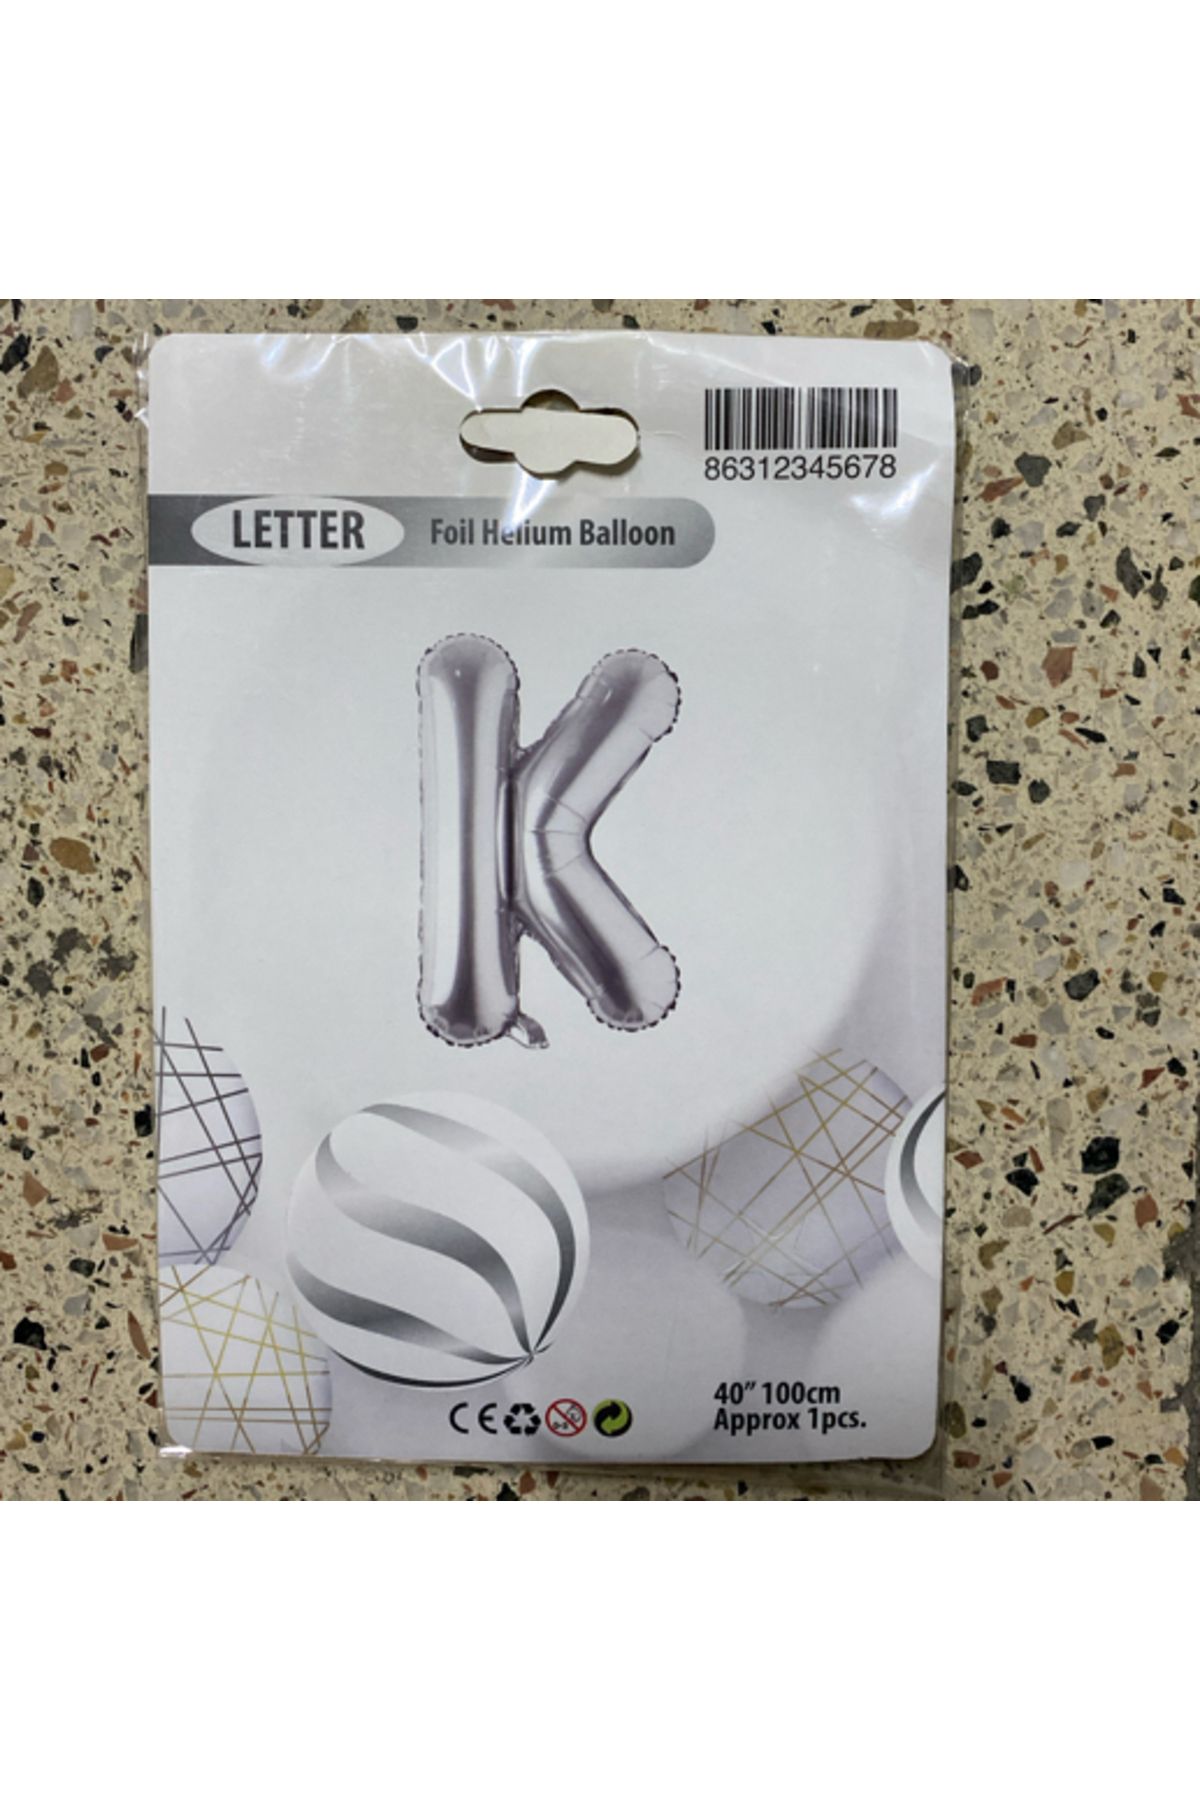 86312345678
LETTER Foil Helium Balloon
K
CE
40” 100cm
Approx 1pcs.